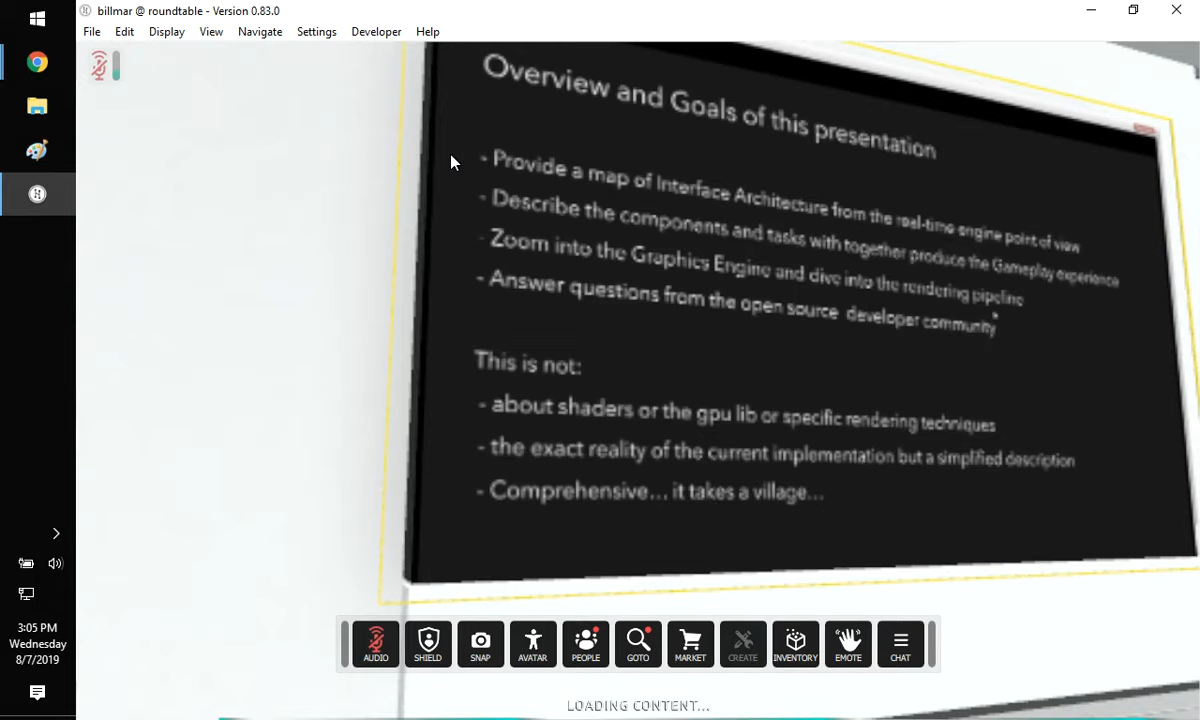 billmar @ roundtable - Version 0.83.0
File Edit Display View Navigate Settings Developer Help
Overview and Goals of this presentation
- Provide a map of Interface Architecture from the real-time engine point of view
- Describe the components and tasks with together produce the Gameplay experience
- Zoom into the Graphics Engine and dive into the rendering pipeline
- Answer questions from the open source developer community
This is not:
- about shaders or the gpu lib or specific rendering techniques
- the exact reality of the current implementation but a simplified description
- Comprehensive... it takes a village...
AUDIO SHIELD SNAP AVATAR PEOPLE GOTO MARKET CREATE INVENTORY EMOTE CHAT
LOADING CONTENT...
3:05 PM
Wednesday
8/7/2019